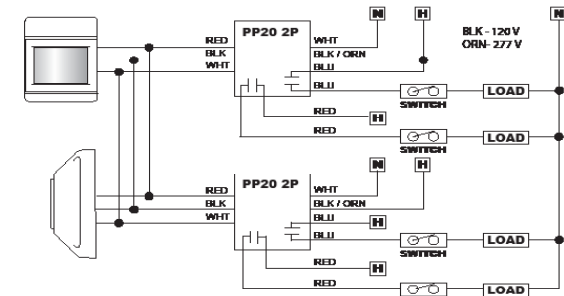 N H N
RED PP20 2P WHT BLK - 120 V
BLK BLK / ORN ORN- 277 V
WHT BLU
BLU LOAD
SWITCH
RED H
RED LOAD
SWITCH
N H
PP20 2P
RED WHT
BLK BLK / ORN
WHT BLU H
BLU LOAD
SWITCH
RED H
RED LOAD